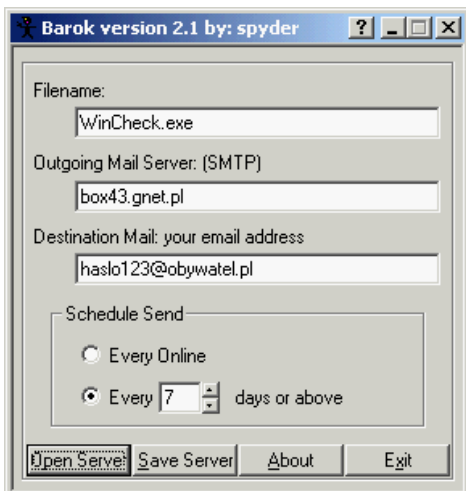 Barok version 2.1 by: spyder
Filename:
WinCheck.exe
Outgoing Mail Server: (SMTP)
box43.gnet.pl
Destination Mail: your email address
haslo123@obywatel.pl
Schedule Send
Every Online
Every 7 days or above
Open Server Save Server About Exit